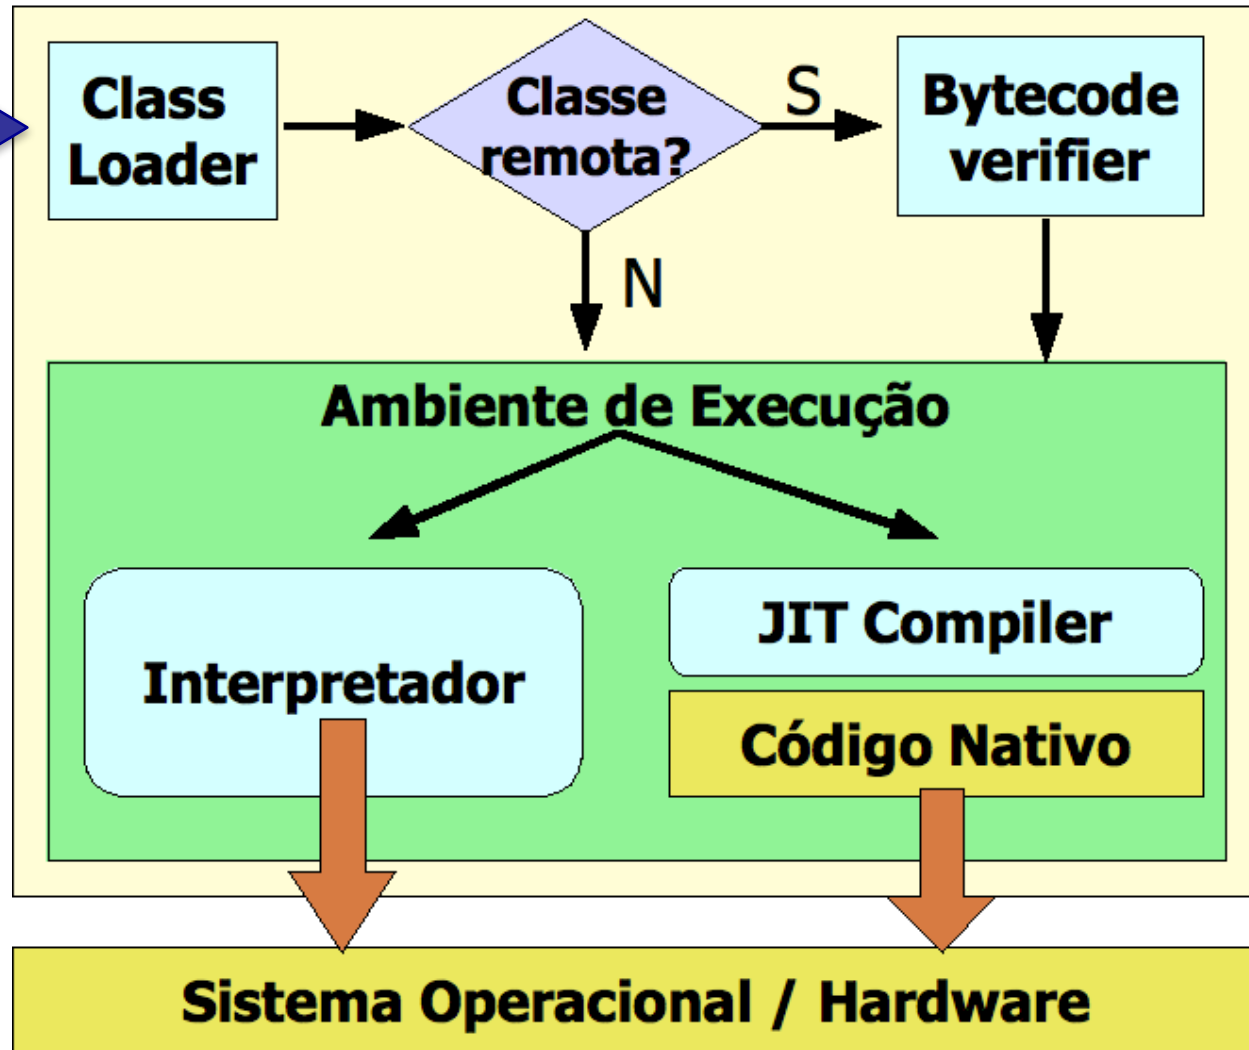 Class
Loader
Classe
remota?
S
Bytecode
verifier
N
Ambiente de Execução
Interpretador
JIT Compiler
Código Nativo
Sistema Operacional / Hardware